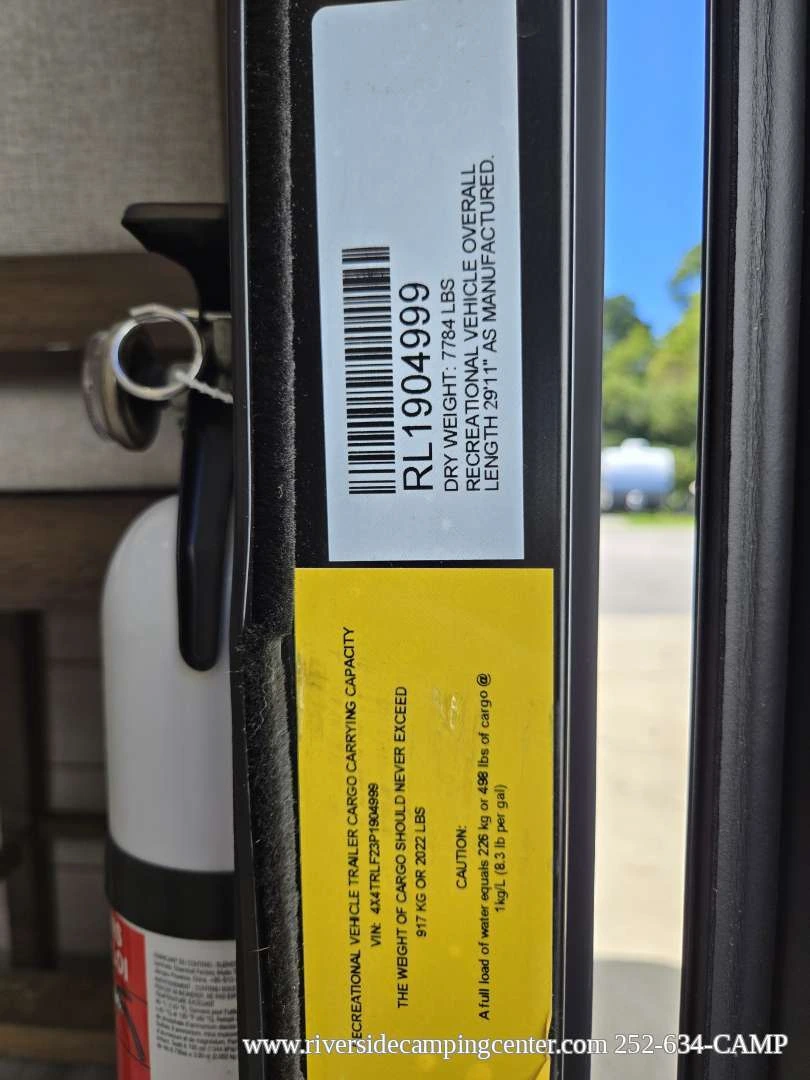 RL1904999
DRY WEIGHT: 7784 LBS
RECREATIONAL VEHICLE OVERALL
LENGTH 29'11" AS MANUFACTURED.
RECREATIONAL VEHICLE TRAILER CARGO CARRYING CAPACITY
VIN: 4X4TRLF23P1904999
THE WEIGHT OF CARGO SHOULD NEVER EXCEED
917 KG OR 2022 LBS
CAUTION:
A full load of water equals 226 kg or 498 lbs of cargo @
1kg/L (8.3 lb per gal)
www.riversidecampingcenter.com 252-634-CAMP